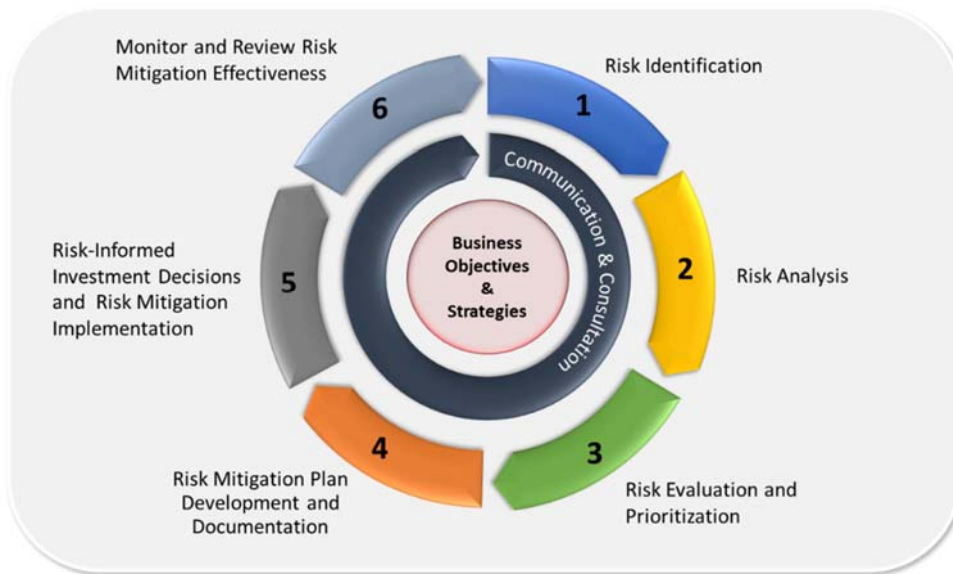 Monitor and Review Risk
Mitigation Effectiveness
6
1
Risk Identification
Communication & Consultation
Business
Objectives
&
Strategies
Risk-Informed
Investment Decisions
and Risk Mitigation
Implementation
5
2
Risk Analysis
4
Risk Mitigation Plan
Development and
Documentation
3
Risk Evaluation and
Prioritization